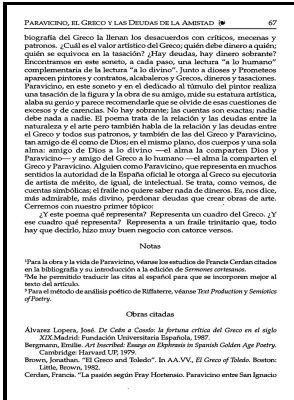 PARAVICINO, EL GRECO Y LAS DEUDAS DE LA AMISTAD ❧ 67
biografía del Greco la llenan los desacuerdos con críticos, mecenas y
patronos. ¿Cuál es el valor artístico del Greco; quién debe dinero a quién;
quién se equivoca en la tasación? ¿Hay deudas, hay dinero sobrante?
Encontramos en este soneto, a cada paso, una lectura "a lo humano"
complementaria de la lectura "a lo divino". Junto a dioses y Prometeos
aparecen pintores y contratos, alcabaleros y Grecos, dineros y tasaciones.
Paravicino, en este soneto y en el dedicado al túmulo del pintor realiza
una tasación de la figura y la obra de su amigo, mide su estatura artística,
alaba su genio y parece recomendarle que se olvide de esas cuestiones de
excesos y de carencias. No hay sobrante; las cuentas son exactas; nadie
debe nada a nadie. El poema trata de la relación y las deudas entre la
naturaleza y el arte pero también habla de la relación y las deudas entre
el Greco y todos sus patronos, y también de las del Greco y Paravicino,
tan amigo de él como de Dios; en el mismo plano, dos cuerpos y una sola
alma: amigo de Dios a lo divino —el alma la comparten Dios y
Paravicino— y amigo del Greco a lo humano —el alma la comparten el
Greco y Paravicino. Alguien como Paravicino, que representa en muchos
sentidos la autoridad de la España oficial le otorga al Greco su ejecutoria
de artista de mérito, de igual, de intelectual. Se trata, como vemos, de
cuentas simbólicas; el fraile no quiere saber nada de dineros. Es, nos dice,
más admirable, más divino, perdonar deudas que crear obras de arte.
Cerremos con nuestro primer tópico:
¿Y este poema qué representa? Representa un cuadro del Greco. ¿Y
ese cuadro qué representa? Representa a un fraile trinitario que, todo
hay que decirlo, hizo muy buen negocio con catorce versos.
Notas
¹Para la obra y la vida de Paravicino, véanse los estudios de Francis Cerdan citados
en la bibliografía y su introducción a la edición de Sermones cortesanos.
²Me he permitido traducir las citas al español para que se incorporen mejor al
texto del artículo.
³Para el método de análisis poético de Riffaterre, véanse Text Production y Semiotics
of Poetry.
Obras citadas
Álvarez Lopera, José. De Ceán a Cossío: la fortuna crítica del Greco en el siglo
XIX. Madrid: Fundación Universitaria Española, 1987.
Bergmann, Emilie. Art Inscribed: Essays on Ekphrasis in Spanish Golden Age Poetry.
Cambridge: Harvard UP, 1979.
Brown, Jonathan. "El Greco and Toledo". In AA.VV., El Greco of Toledo. Boston:
Little, Brown, 1982.
Cerdan, Francis. "La pasión según Fray Hortensio. Paravicino entre San Ignacio